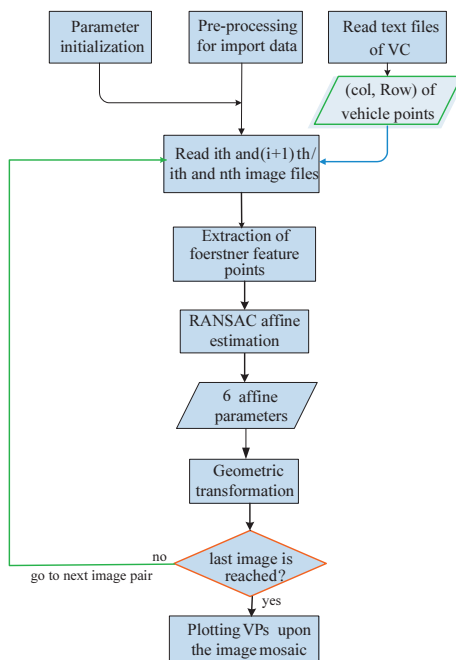 Parameter
initialization
Pre-processing
for import data
Read text files
of VC
(col, Row) of
vehicle points
Read ith and(i+1) th/
ith and nth image files
Extraction of
foerstner feature
points
RANSAC affine
estimation
6 affine
parameters
Geometric
transformation
last image is
reached?
no
go to next image pair
yes
Plotting VPs upon
the image mosaic